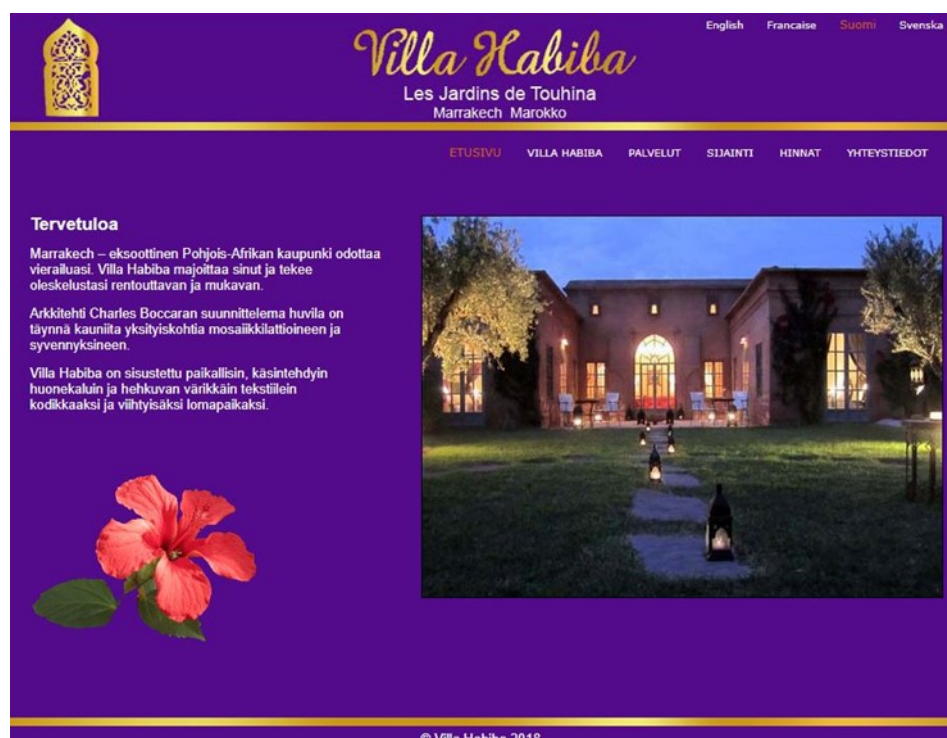 English Francaise Suomi Svenska
Villa Habiba
Les Jardins de Touhina
Marrakech Marokko
ETUSIVU VILLA HABIBA PALVELUT SIJAINTI HINNAT YHTEYSTIEDOT
Tervetuloa
Marrakech – eksoottinen Pohjois-Afrikan kaupunki odottaa
vierailuasi. Villa Habiba majoittaa sinut ja tekee
oleskelustasi rentouttavan ja mukavan.
Arkkitehti Charles Boccaran suunnittelema huvila on
täynnä kauniita yksityiskohtia mosaiikkilattioineen ja
syvennyksineen.
Villa Habiba on sisustettu paikallisin, käsintehdyin
huonekaluin ja hehkuvan värikkäin tekstiilein
kodikkaaksi ja viihtyisäksi lomapaikaksi.
© Villa Habiba 2018